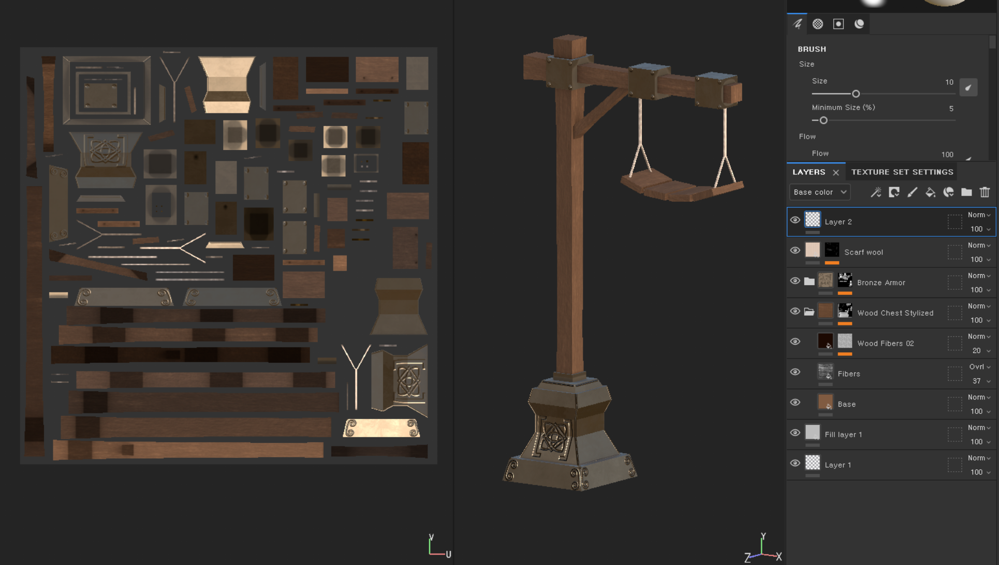 BRUSH
Size
Size 10
Minimum Size (%) 5
Flow
Flow 100
LAYERS TEXTURE SET SETTINGS
Base color
Layer 2 Norm 100
Scarf wool Norm 100
Bronze Armor Norm 100
Wood Chest Stylized Norm 100
Wood Fibers 02 Norm 20
Fibers Ovrl 37
Base Norm 100
Fill layer 1 Norm 100
Layer 1 Norm 100
V
U
Y
Z X